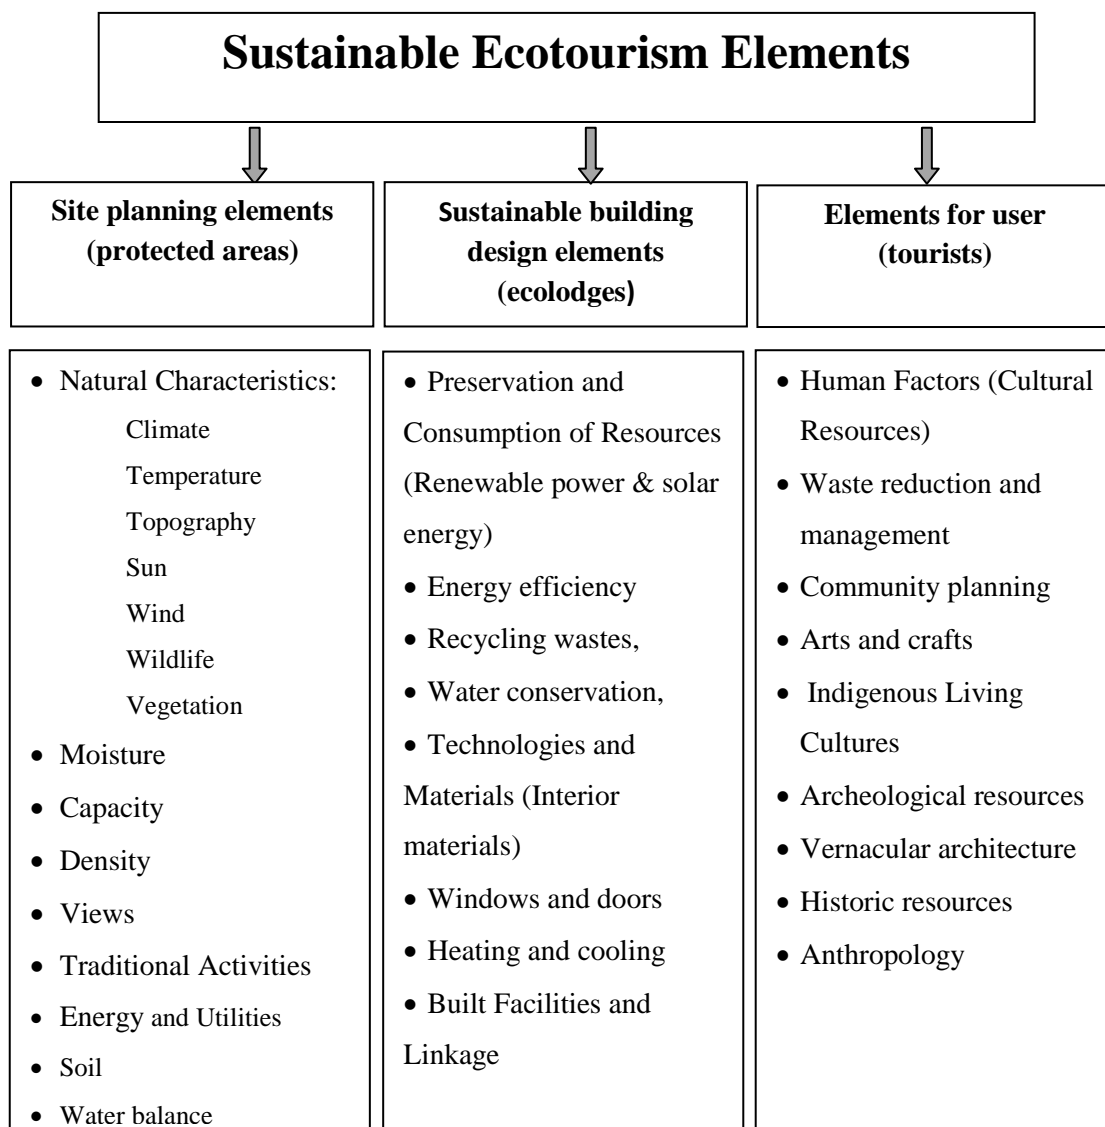 Sustainable Ecotourism Elements
Site planning elements
(protected areas)
Sustainable building
design elements
(ecolodges)
Elements for user
(tourists)
• Natural Characteristics:
Climate
Temperature
Topography
Sun
Wind
Wildlife
Vegetation
• Moisture
• Capacity
• Density
• Views
• Traditional Activities
• Energy and Utilities
• Soil
• Water balance
• Preservation and
Consumption of Resources
(Renewable power & solar
energy)
• Energy efficiency
• Recycling wastes,
• Water conservation,
• Technologies and
Materials (Interior
materials)
• Windows and doors
• Heating and cooling
• Built Facilities and
Linkage
• Human Factors (Cultural
Resources)
• Waste reduction and
management
• Community planning
• Arts and crafts
• Indigenous Living
Cultures
• Archeological resources
• Vernacular architecture
• Historic resources
• Anthropology